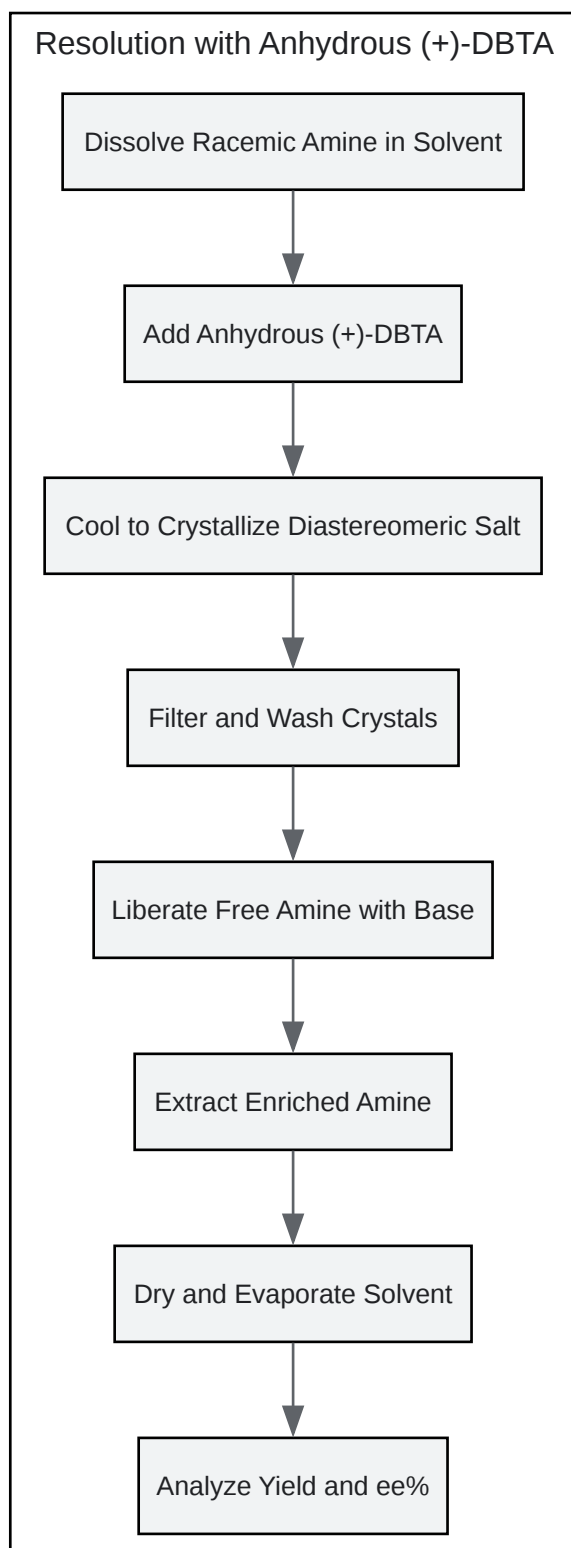 Resolution with Anhydrous (+)-DBTA
Dissolve Racemic Amine in Solvent
Add Anhydrous (+)-DBTA
Cool to Crystallize Diastereomeric Salt
Filter and Wash Crystals
Liberate Free Amine with Base
Extract Enriched Amine
Dry and Evaporate Solvent
Analyze Yield and ee%